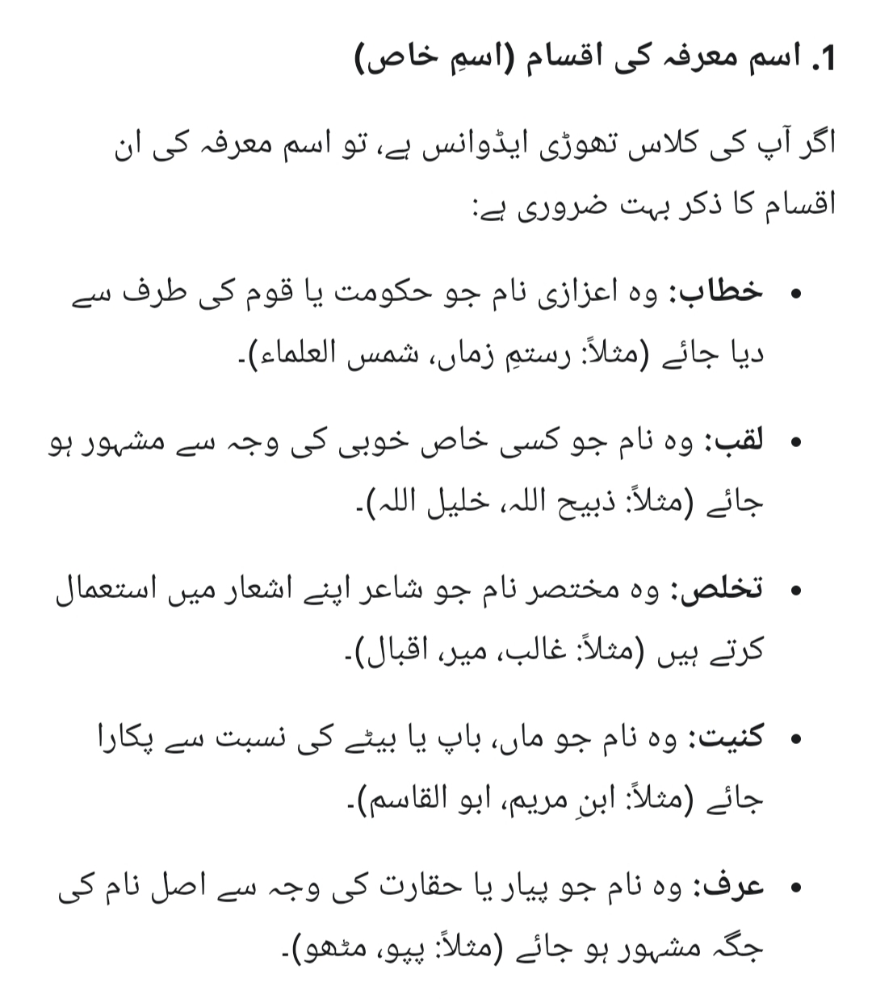 1. اسم معرفہ کی اقسام (اسمِ خاص)
اگر آپ کی کلاس تھوڑی ایڈوانس ہے، تو اسم معرفہ کی ان
اقسام کا ذکر بہت ضروری ہے:
• خطاب: وہ اعزازی نام جو حکومت یا قوم کی طرف سے
دیا جائے (مثلاً: رستمِ زماں، شمس العلماء)۔
• لقب: وہ نام جو کسی خاص خوبی کی وجہ سے مشہور ہو
جائے (مثلاً: ذبیح اللہ، خلیل اللہ)۔
• تخلص: وہ مختصر نام جو شاعر اپنے اشعار میں استعمال
کرتے ہیں (مثلاً: غالب، میر، اقبال)۔
• کنیت: وہ نام جو ماں، باپ یا بیٹے کی نسبت سے پکارا
جائے (مثلاً: ابنِ مریم، ابو القاسم)۔
• عرف: وہ نام جو پیار یا حقارت کی وجہ سے اصل نام کی
جگہ مشہور ہو جائے (مثلاً: پپو، مٹھو)۔